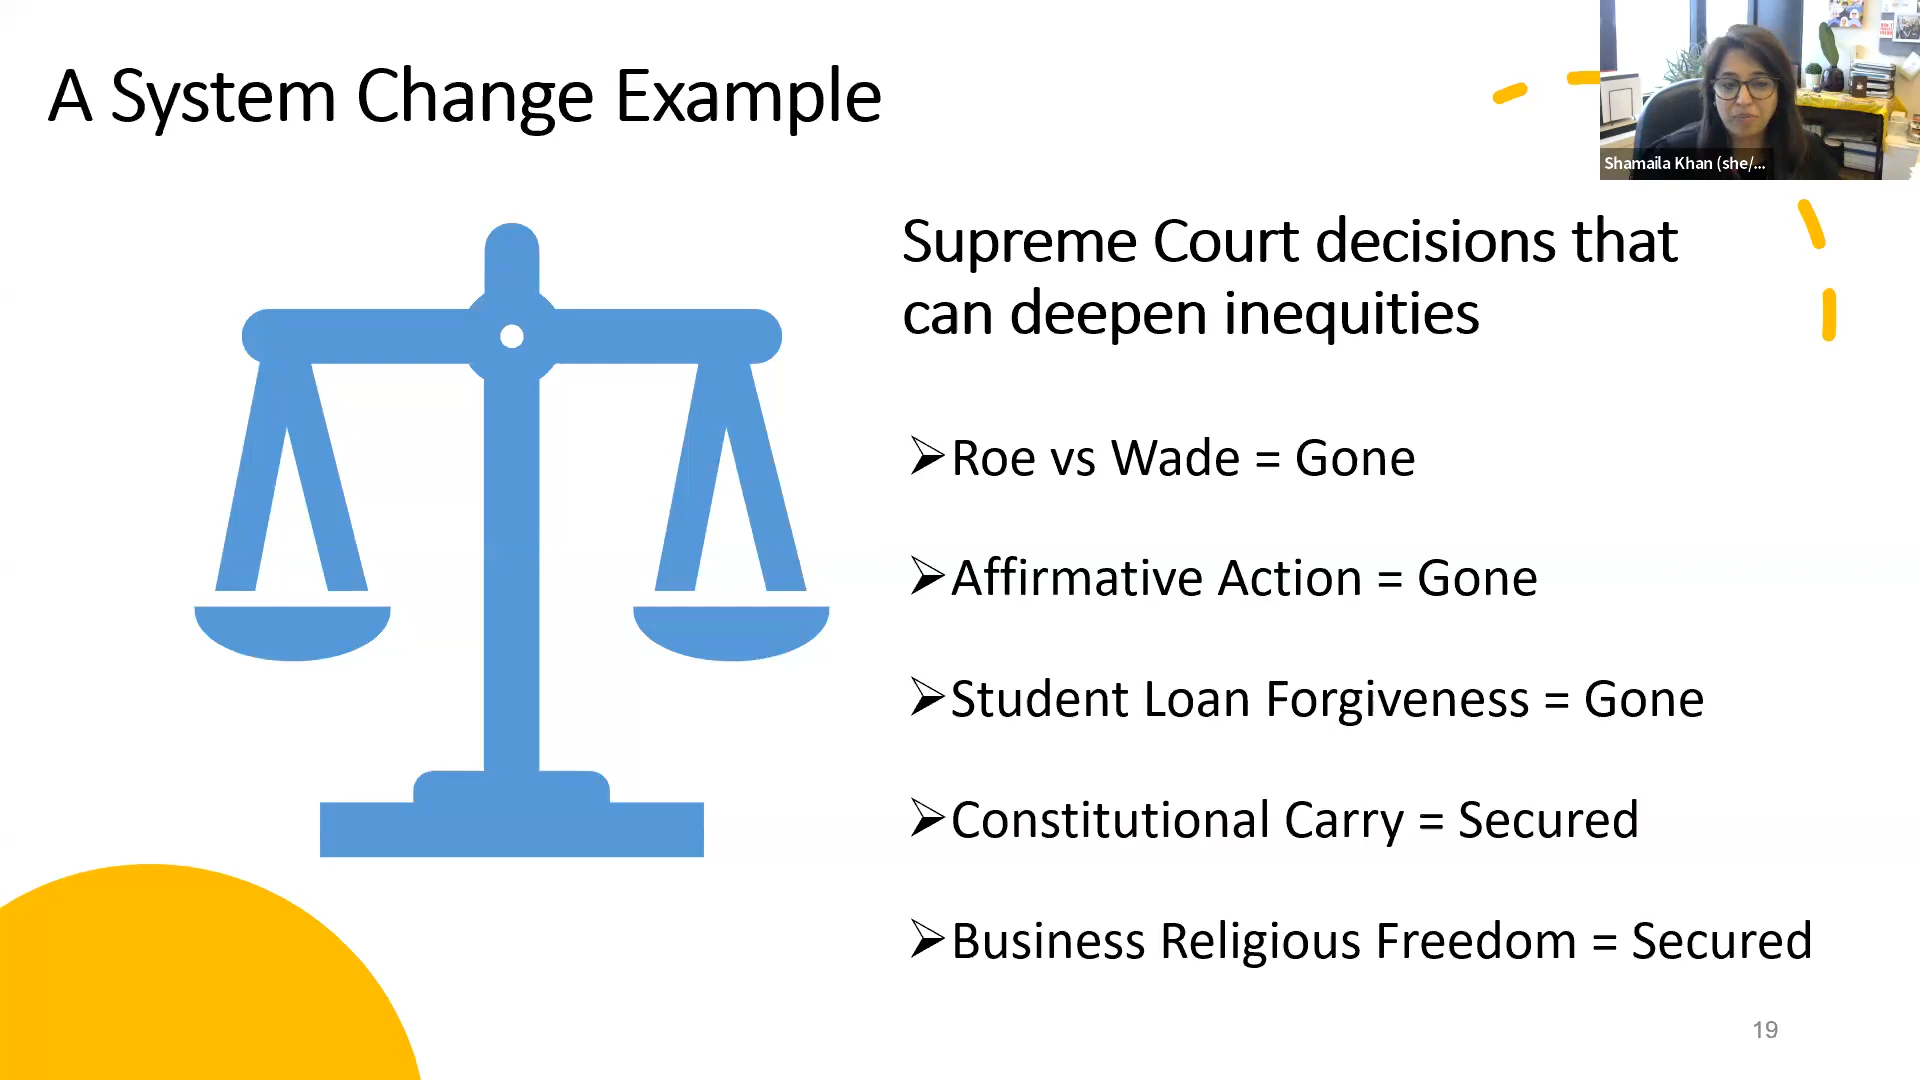 A System Change Example
Shamaila Khan (she/...
Supreme Court decisions that
can deepen inequities
➢Roe vs Wade = Gone
➢Affirmative Action = Gone
➢Student Loan Forgiveness = Gone
➢Constitutional Carry = Secured
➢Business Religious Freedom = Secured
19